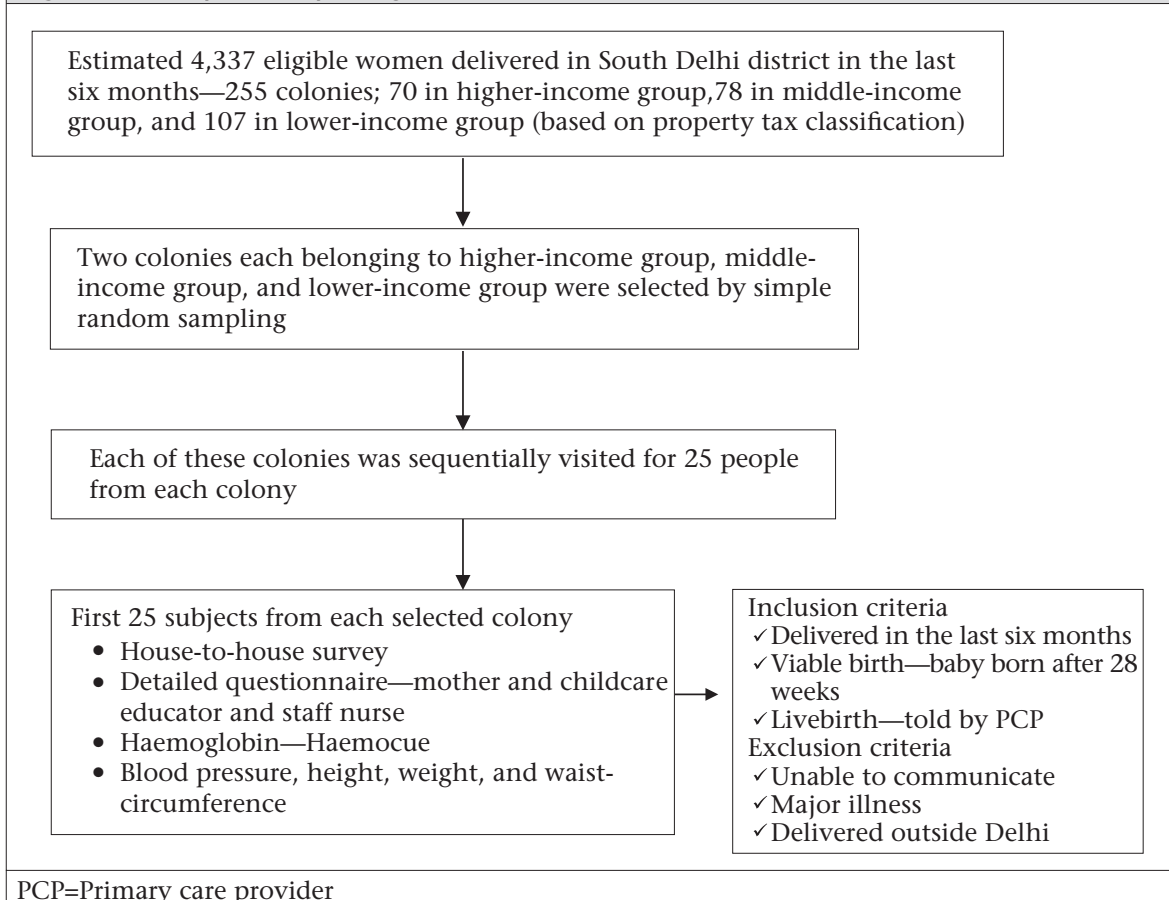 Estimated 4,337 eligible women delivered in South Delhi district in the last
six months—255 colonies; 70 in higher-income group,78 in middle-income
group, and 107 in lower-income group (based on property tax classification)
Two colonies each belonging to higher-income group, middle-
income group, and lower-income group were selected by simple
random sampling
Each of these colonies was sequentially visited for 25 people
from each colony
First 25 subjects from each selected colony
• House-to-house survey
• Detailed questionnaire—mother and childcare
educator and staff nurse
• Haemoglobin—Haemocue
• Blood pressure, height, weight, and waist-
circumference
Inclusion criteria
✓Delivered in the last six months
✓Viable birth—baby born after 28
weeks
✓Livebirth—told by PCP
Exclusion criteria
✓Unable to communicate
✓Major illness
✓Delivered outside Delhi
PCP=Primary care provider